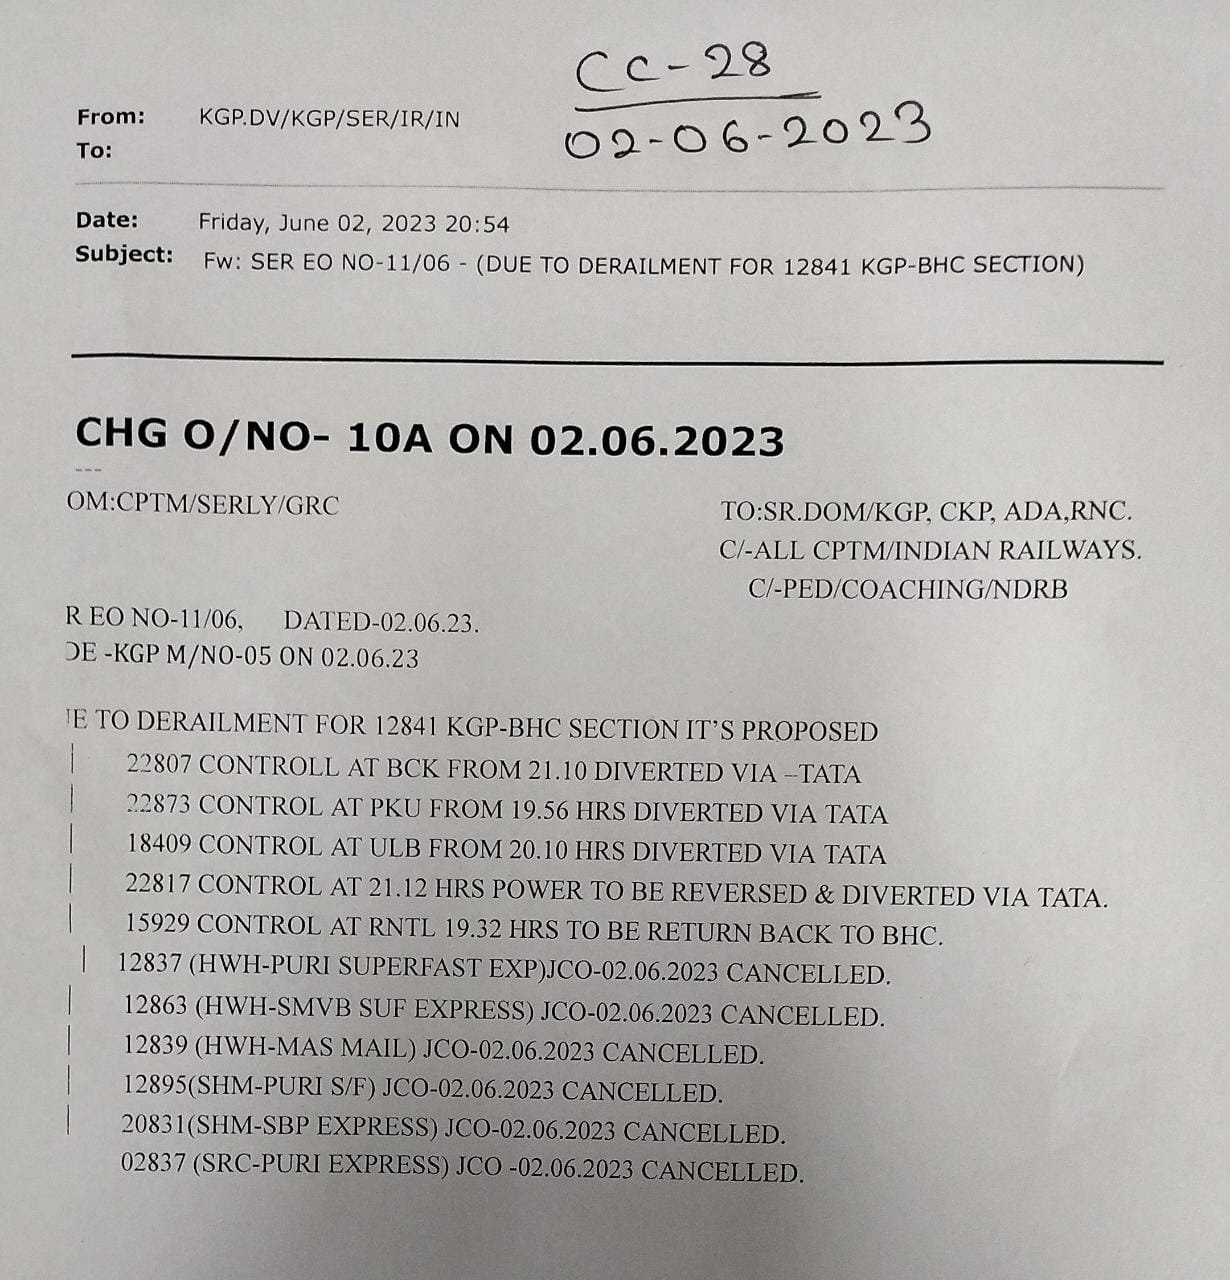 CC-28
02-06-2023
From: KGP.DV/KGP/SER/IR/IN
To:
Date: Friday, June 02, 2023 20:54
Subject: Fw: SER EO NO-11/06 - (DUE TO DERAILMENT FOR 12841 KGP-BHC SECTION)
CHG O/NO- 10A ON 02.06.2023
---
OM:CPTM/SERLY/GRC
TO:SR.DOM/KGP, CKP, ADA,RNC.
C/-ALL CPTM/INDIAN RAILWAYS.
C/-PED/COACHING/NDRB
R EO NO-11/06, DATED-02.06.23.
DE -KGP M/NO-05 ON 02.06.23
E TO DERAILMENT FOR 12841 KGP-BHC SECTION IT'S PROPOSED
22807 CONTROLL AT BCK FROM 21.10 DIVERTED VIA –TATA
22873 CONTROL AT PKU FROM 19.56 HRS DIVERTED VIA TATA
18409 CONTROL AT ULB FROM 20.10 HRS DIVERTED VIA TATA
22817 CONTROL AT 21.12 HRS POWER TO BE REVERSED & DIVERTED VIA TATA.
15929 CONTROL AT RNTL 19.32 HRS TO BE RETURN BACK TO BHC.
12837 (HWH-PURI SUPERFAST EXP)JCO-02.06.2023 CANCELLED.
12863 (HWH-SMVB SUF EXPRESS) JCO-02.06.2023 CANCELLED.
12839 (HWH-MAS MAIL) JCO-02.06.2023 CANCELLED.
12895(SHM-PURI S/F) JCO-02.06.2023 CANCELLED.
20831(SHM-SBP EXPRESS) JCO-02.06.2023 CANCELLED.
02837 (SRC-PURI EXPRESS) JCO -02.06.2023 CANCELLED.